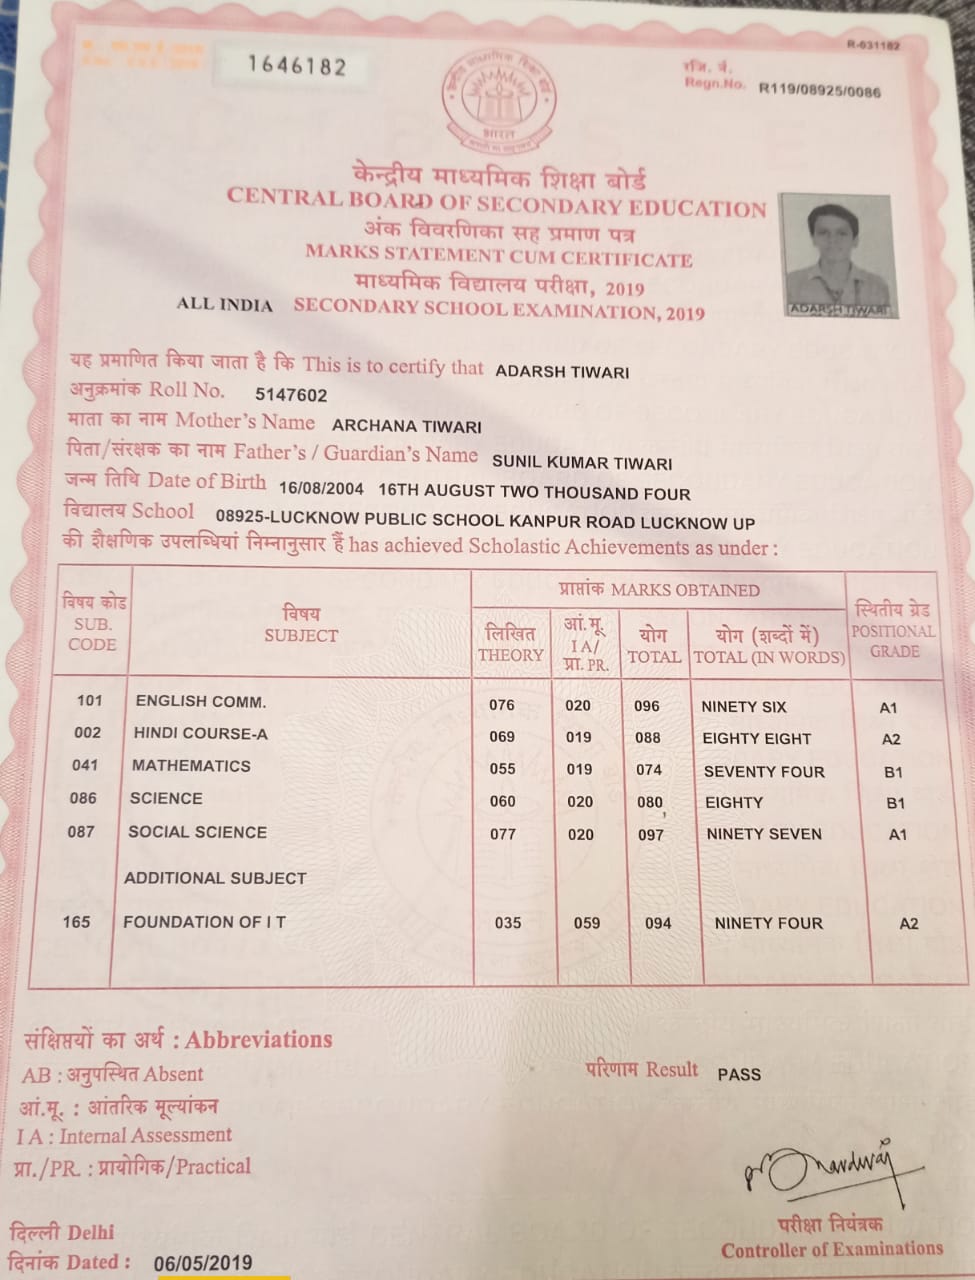 R-031182
1646182
रजि. नं.
Regn.No. R119/08925/0086
भारत
केन्द्रीय माध्यमिक शिक्षा बोर्ड
CENTRAL BOARD OF SECONDARY EDUCATION
अंक विवरणिका सह प्रमाण पत्र
MARKS STATEMENT CUM CERTIFICATE
माध्यमिक विद्यालय परीक्षा, 2019
ALL INDIA SECONDARY SCHOOL EXAMINATION, 2019
ADARSH TIWARI
यह प्रमाणित किया जाता है कि This is to certify that ADARSH TIWARI
अनुक्रमांक Roll No. 5147602
माता का नाम Mother's Name ARCHANA TIWARI
पिता/संरक्षक का नाम Father's / Guardian's Name SUNIL KUMAR TIWARI
जन्म तिथि Date of Birth 16/08/2004 16TH AUGUST TWO THOUSAND FOUR
विद्यालय School 08925-LUCKNOW PUBLIC SCHOOL KANPUR ROAD LUCKNOW UP
की शैक्षणिक उपलब्धियां निम्नानुसार हैं has achieved Scholastic Achievements as under :
विषय कोड SUB. CODE विषय SUBJECT प्राप्तांक MARKS OBTAINED स्थितीय ग्रेड POSITIONAL GRADE
लिखित THEORY आं.मू. I A/ प्रा. PR. योग TOTAL योग (शब्दों में) TOTAL (IN WORDS)
101 ENGLISH COMM. 076 020 096 NINETY SIX A1
002 HINDI COURSE-A 069 019 088 EIGHTY EIGHT A2
041 MATHEMATICS 055 019 074 SEVENTY FOUR B1
086 SCIENCE 060 020 080 EIGHTY B1
087 SOCIAL SCIENCE 077 020 097 NINETY SEVEN A1
ADDITIONAL SUBJECT
165 FOUNDATION OF I T 035 059 094 NINETY FOUR A2
संक्षिप्तयों का अर्थ : Abbreviations
AB : अनुपस्थित Absent
परिणाम Result PASS
आं.मू. : आंतरिक मूल्यांकन
I A : Internal Assessment
प्रा./PR. : प्रायोगिक/Practical
दिल्ली Delhi
दिनांक Dated : 06/05/2019
परीक्षा नियंत्रक
Controller of Examinations